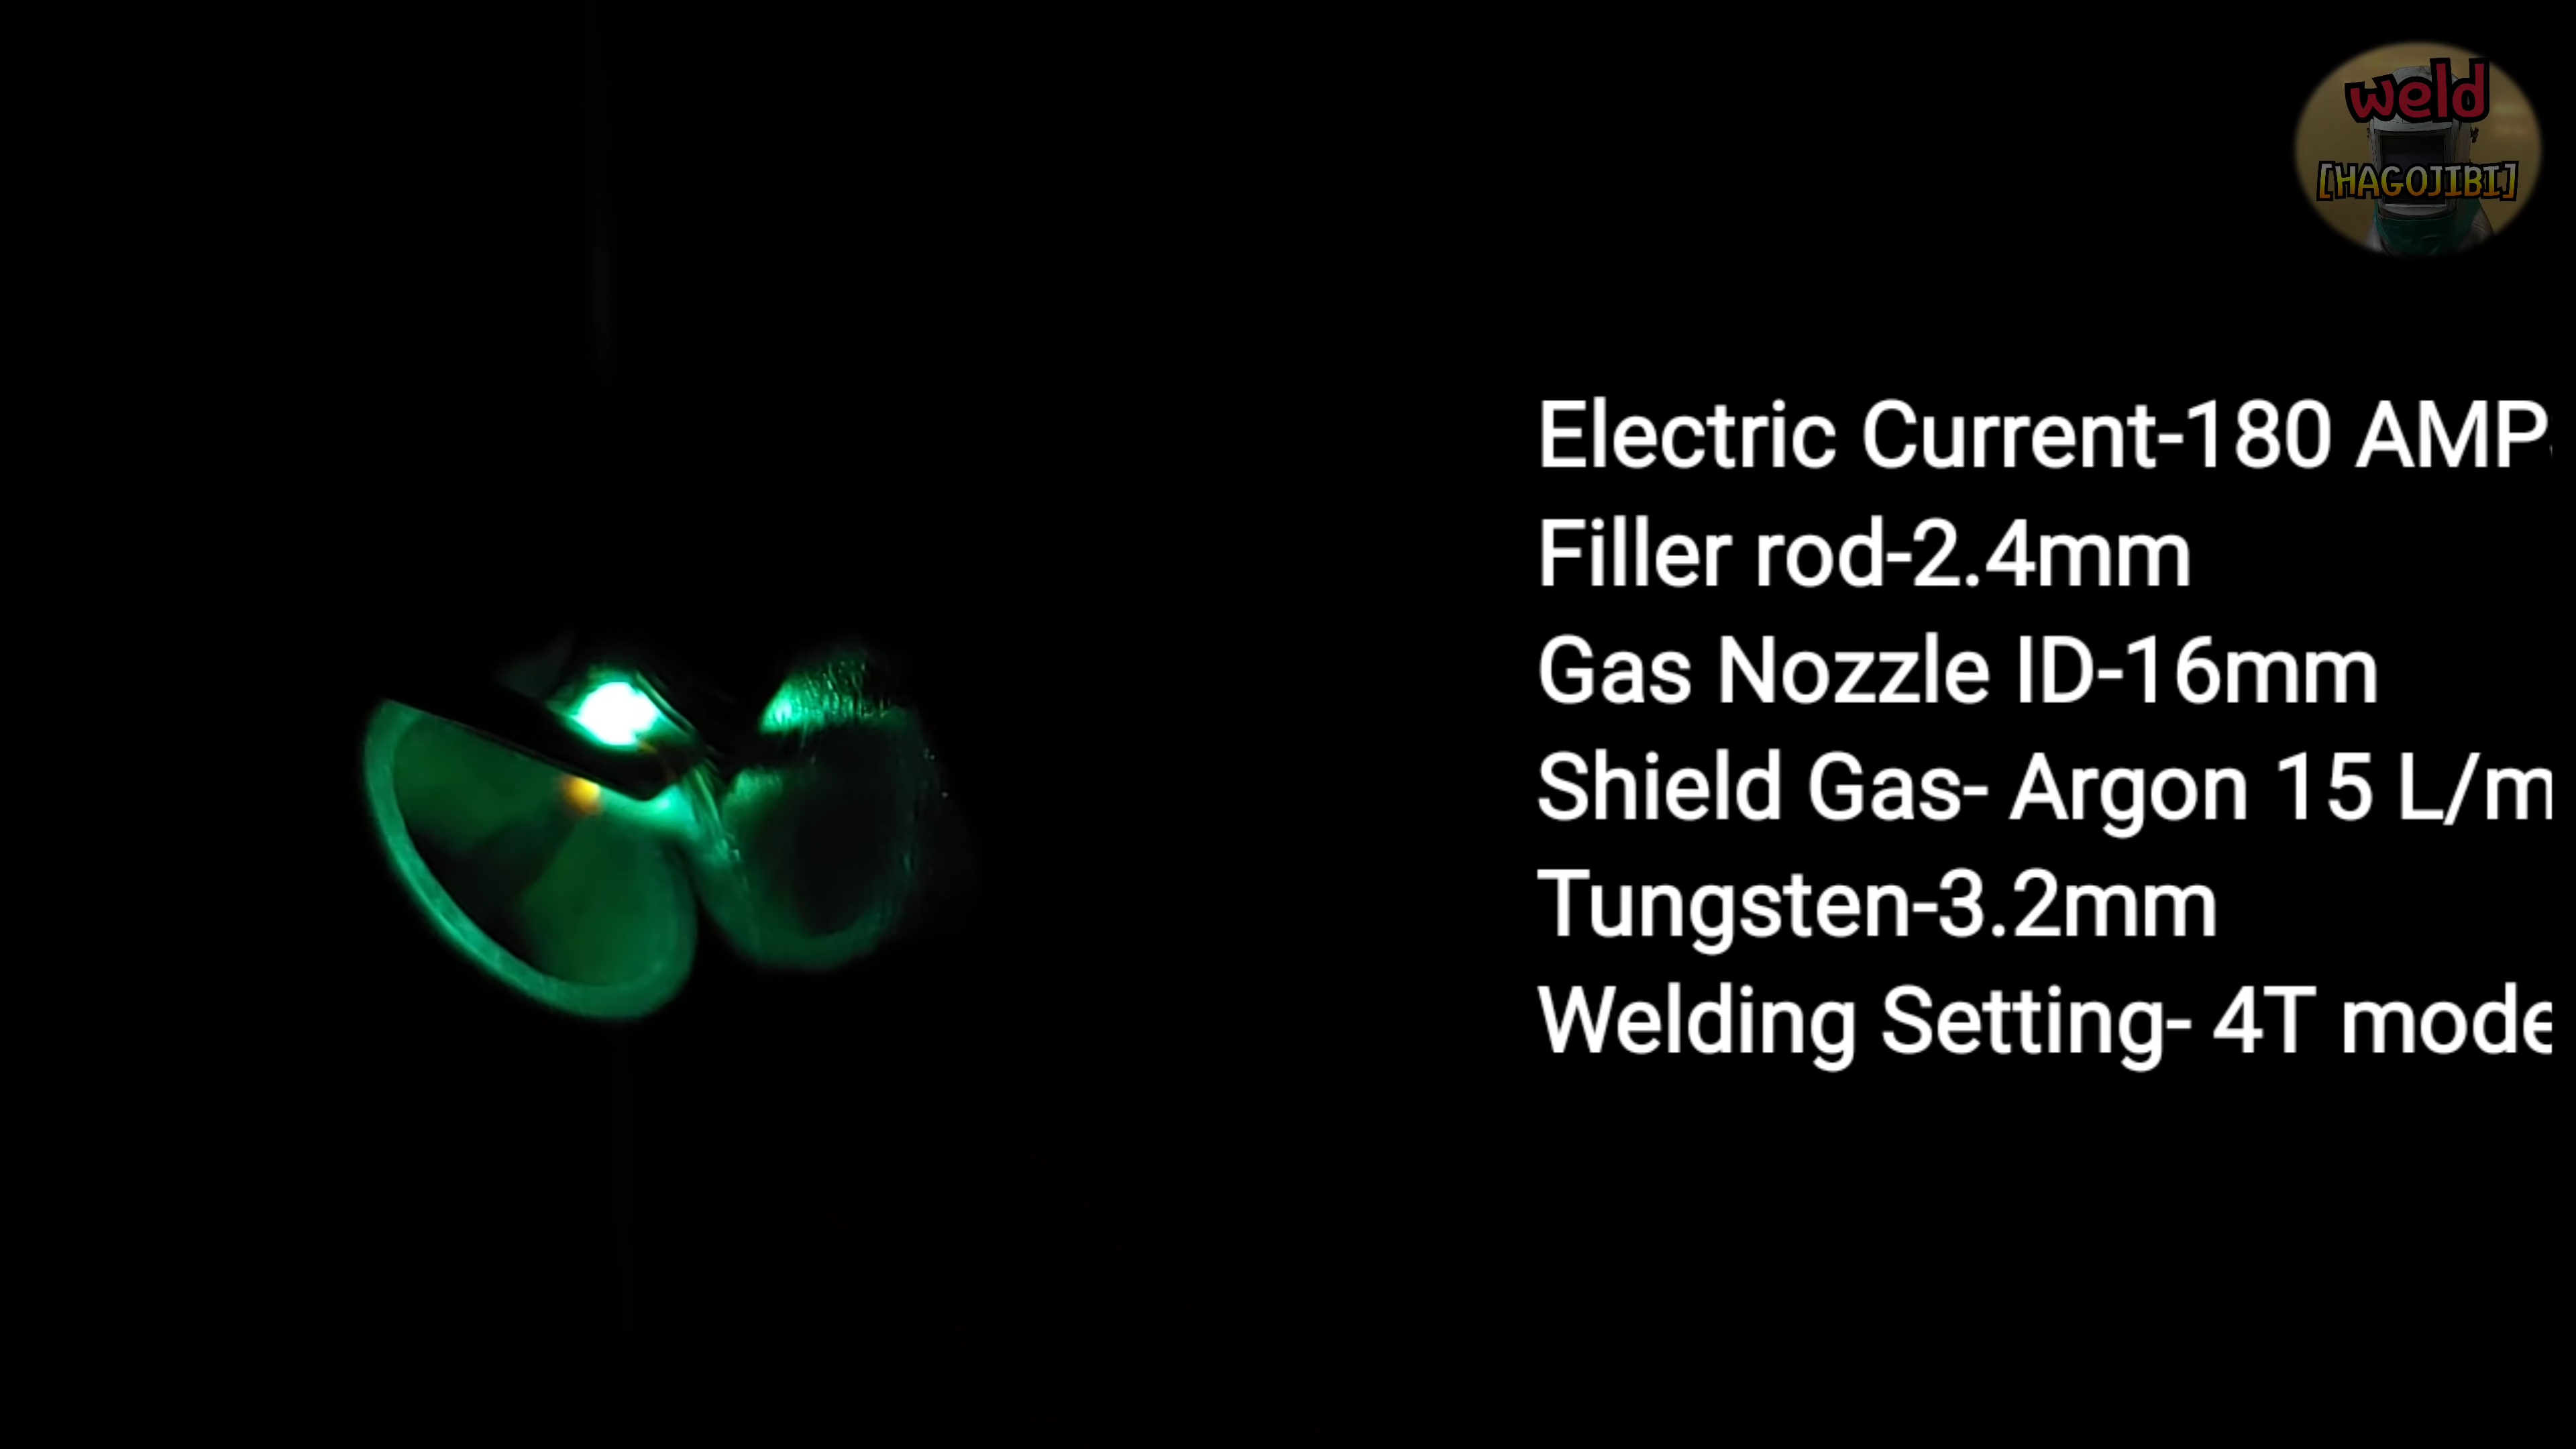 weld
[HAGOJIBI]
Electric Current-180 AMP
Filler rod-2.4mm
Gas Nozzle ID-16mm
Shield Gas- Argon 15 L/m
Tungsten-3.2mm
Welding Setting- 4T mode